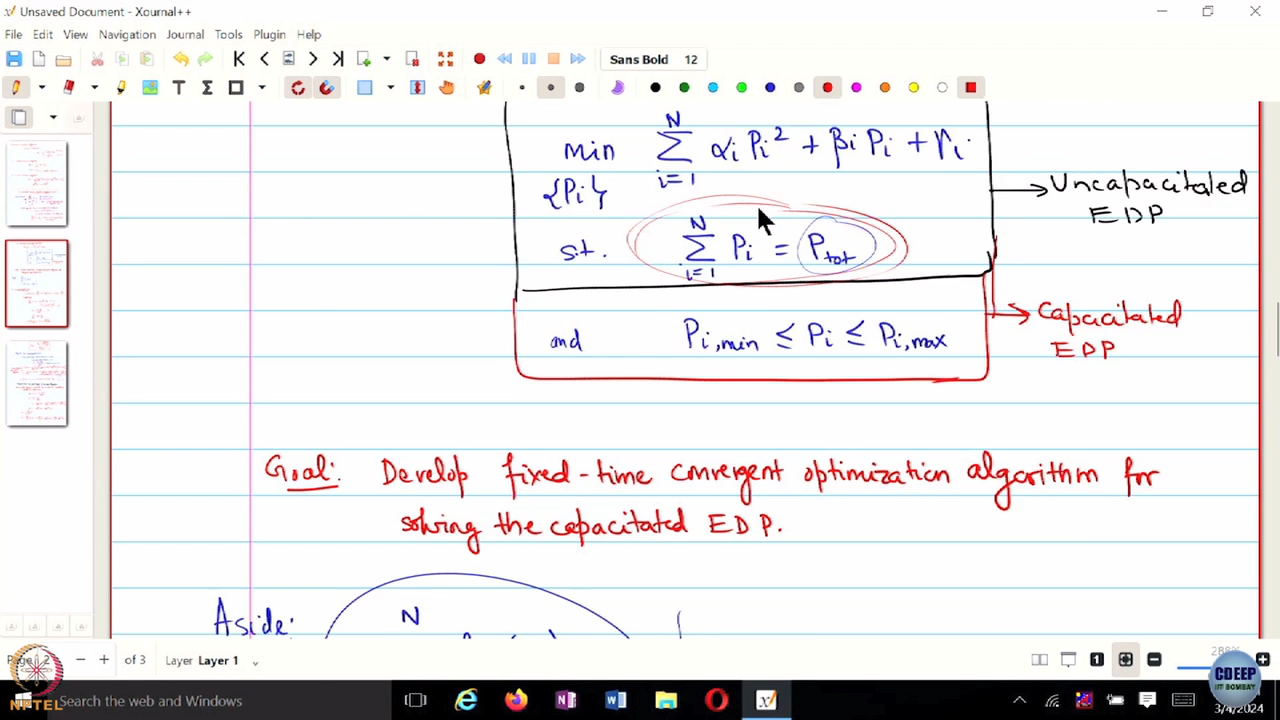 Unsaved Document - Xournal++
File Edit View Navigation Journal Tools Plugin Help
Sans Bold 12
min N Σ i=1 αi Pi² + βi Pi + γi
{Pi}
Uncapacitated
EDP
s.t. N Σ i=1 Pi = Ptot
and Pi,min ≤ Pi ≤ Pi,max
Capacitated
EDP
Goal: Develop fixed-time convergent optimization algorithm for
solving the capacitated EDP.
Aside:
N
Page 2 of 3 Layer Layer 1
288%
NPTEL
CDEEP
IIT BOMBAY
Search the web and Windows
3/4/2024